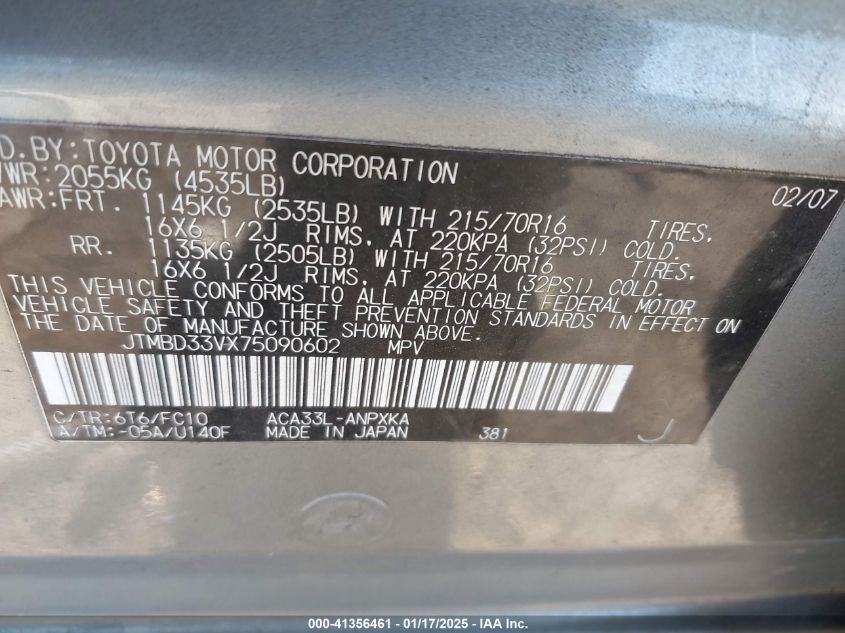 D. BY: TOYOTA MOTOR CORPORATION 02/07
WR: 2055KG (4535LB)
AWR: FRT. 1145KG (2535LB) WITH 215/70R16 TIRES,
16X6 1/2J RIMS, AT 220KPA (32PSI) COLD.
RR. 1135KG (2505LB) WITH 215/70R16 TIRES,
16X6 1/2J RIMS, AT 220KPA (32PSI) COLD.
THIS VEHICLE CONFORMS TO ALL APPLICABLE FEDERAL MOTOR
VEHICLE SAFETY AND THEFT PREVENTION STANDARDS IN EFFECT ON
THE DATE OF MANUFACTURE SHOWN ABOVE.
JTMBD33VX75090602 MPV
C/TR: 6T6/FC10 ACA33L-ANPXKA
A/TM: -05A/U140F MADE IN JAPAN 381 J
000-41356461 - 01/17/2025 - © IAA Inc.